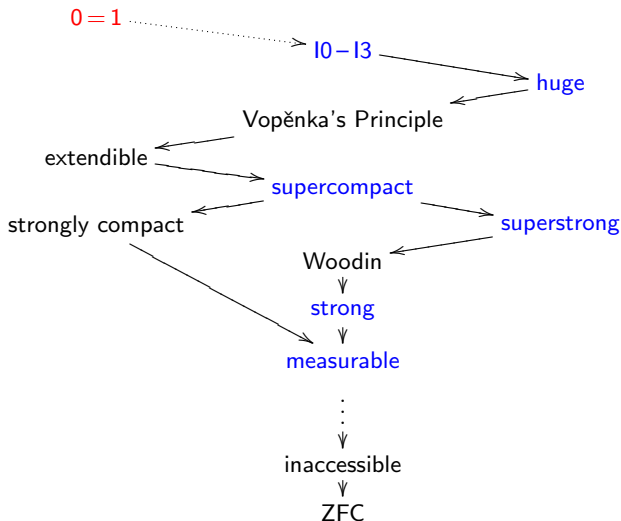 0 = 1
I0 – I3
huge
Vopěnka's Principle
extendible
supercompact
strongly compact
superstrong
Woodin
strong
measurable
inaccessible
ZFC